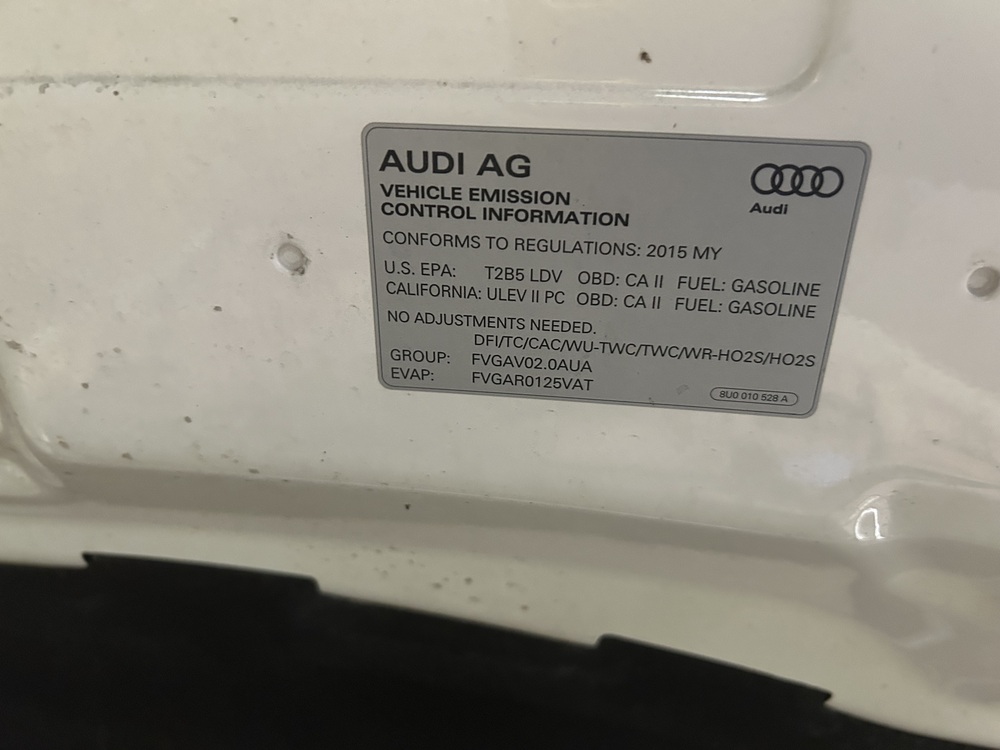 AUDI AG
Audi
VEHICLE EMISSION
CONTROL INFORMATION
CONFORMS TO REGULATIONS: 2015 MY
U.S. EPA: T2B5 LDV OBD: CA II FUEL: GASOLINE
CALIFORNIA: ULEV II PC OBD: CA II FUEL: GASOLINE
NO ADJUSTMENTS NEEDED.
DFI/TC/CAC/WU-TWC/TWC/WR-HO2S/HO2S
GROUP: FVGAV02.0AUA
EVAP: FVGAR0125VAT
8U0 010 528 A